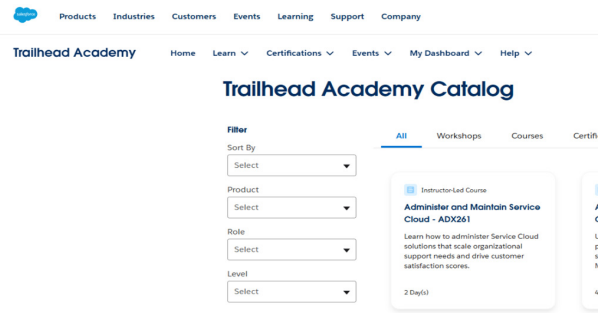 salesforce
Products Industries Customers Events Learning Support Company
Trailhead Academy Home Learn Certifications Events My Dashboard Help
Trailhead Academy Catalog
Filter
All Workshops Courses Certifi
Sort By
Select
Product
Select
Role
Select
Level
Select
Instructor-Led Course
Administer and Maintain Service
Cloud - ADX261
Learn how to administer Service Cloud
solutions that scale organizational
support needs and drive customer
satisfaction scores.
2 Day(s)